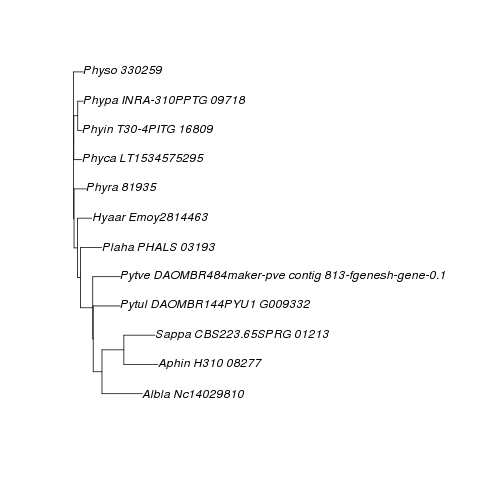 Physo 330259
Phypa INRA-310PPTG 09718
Phyin T30-4PITG 16809
Phyca LT1534575295
Phyra 81935
Hyaar Emoy2814463
Plaha PHALS 03193
Pytve DAOMBR484maker-pve contig 813-fgenesh-gene-0.1
Pytul DAOMBR144PYU1 G009332
Sappa CBS223.65SPRG 01213
Aphin H310 08277
Albla Nc14029810